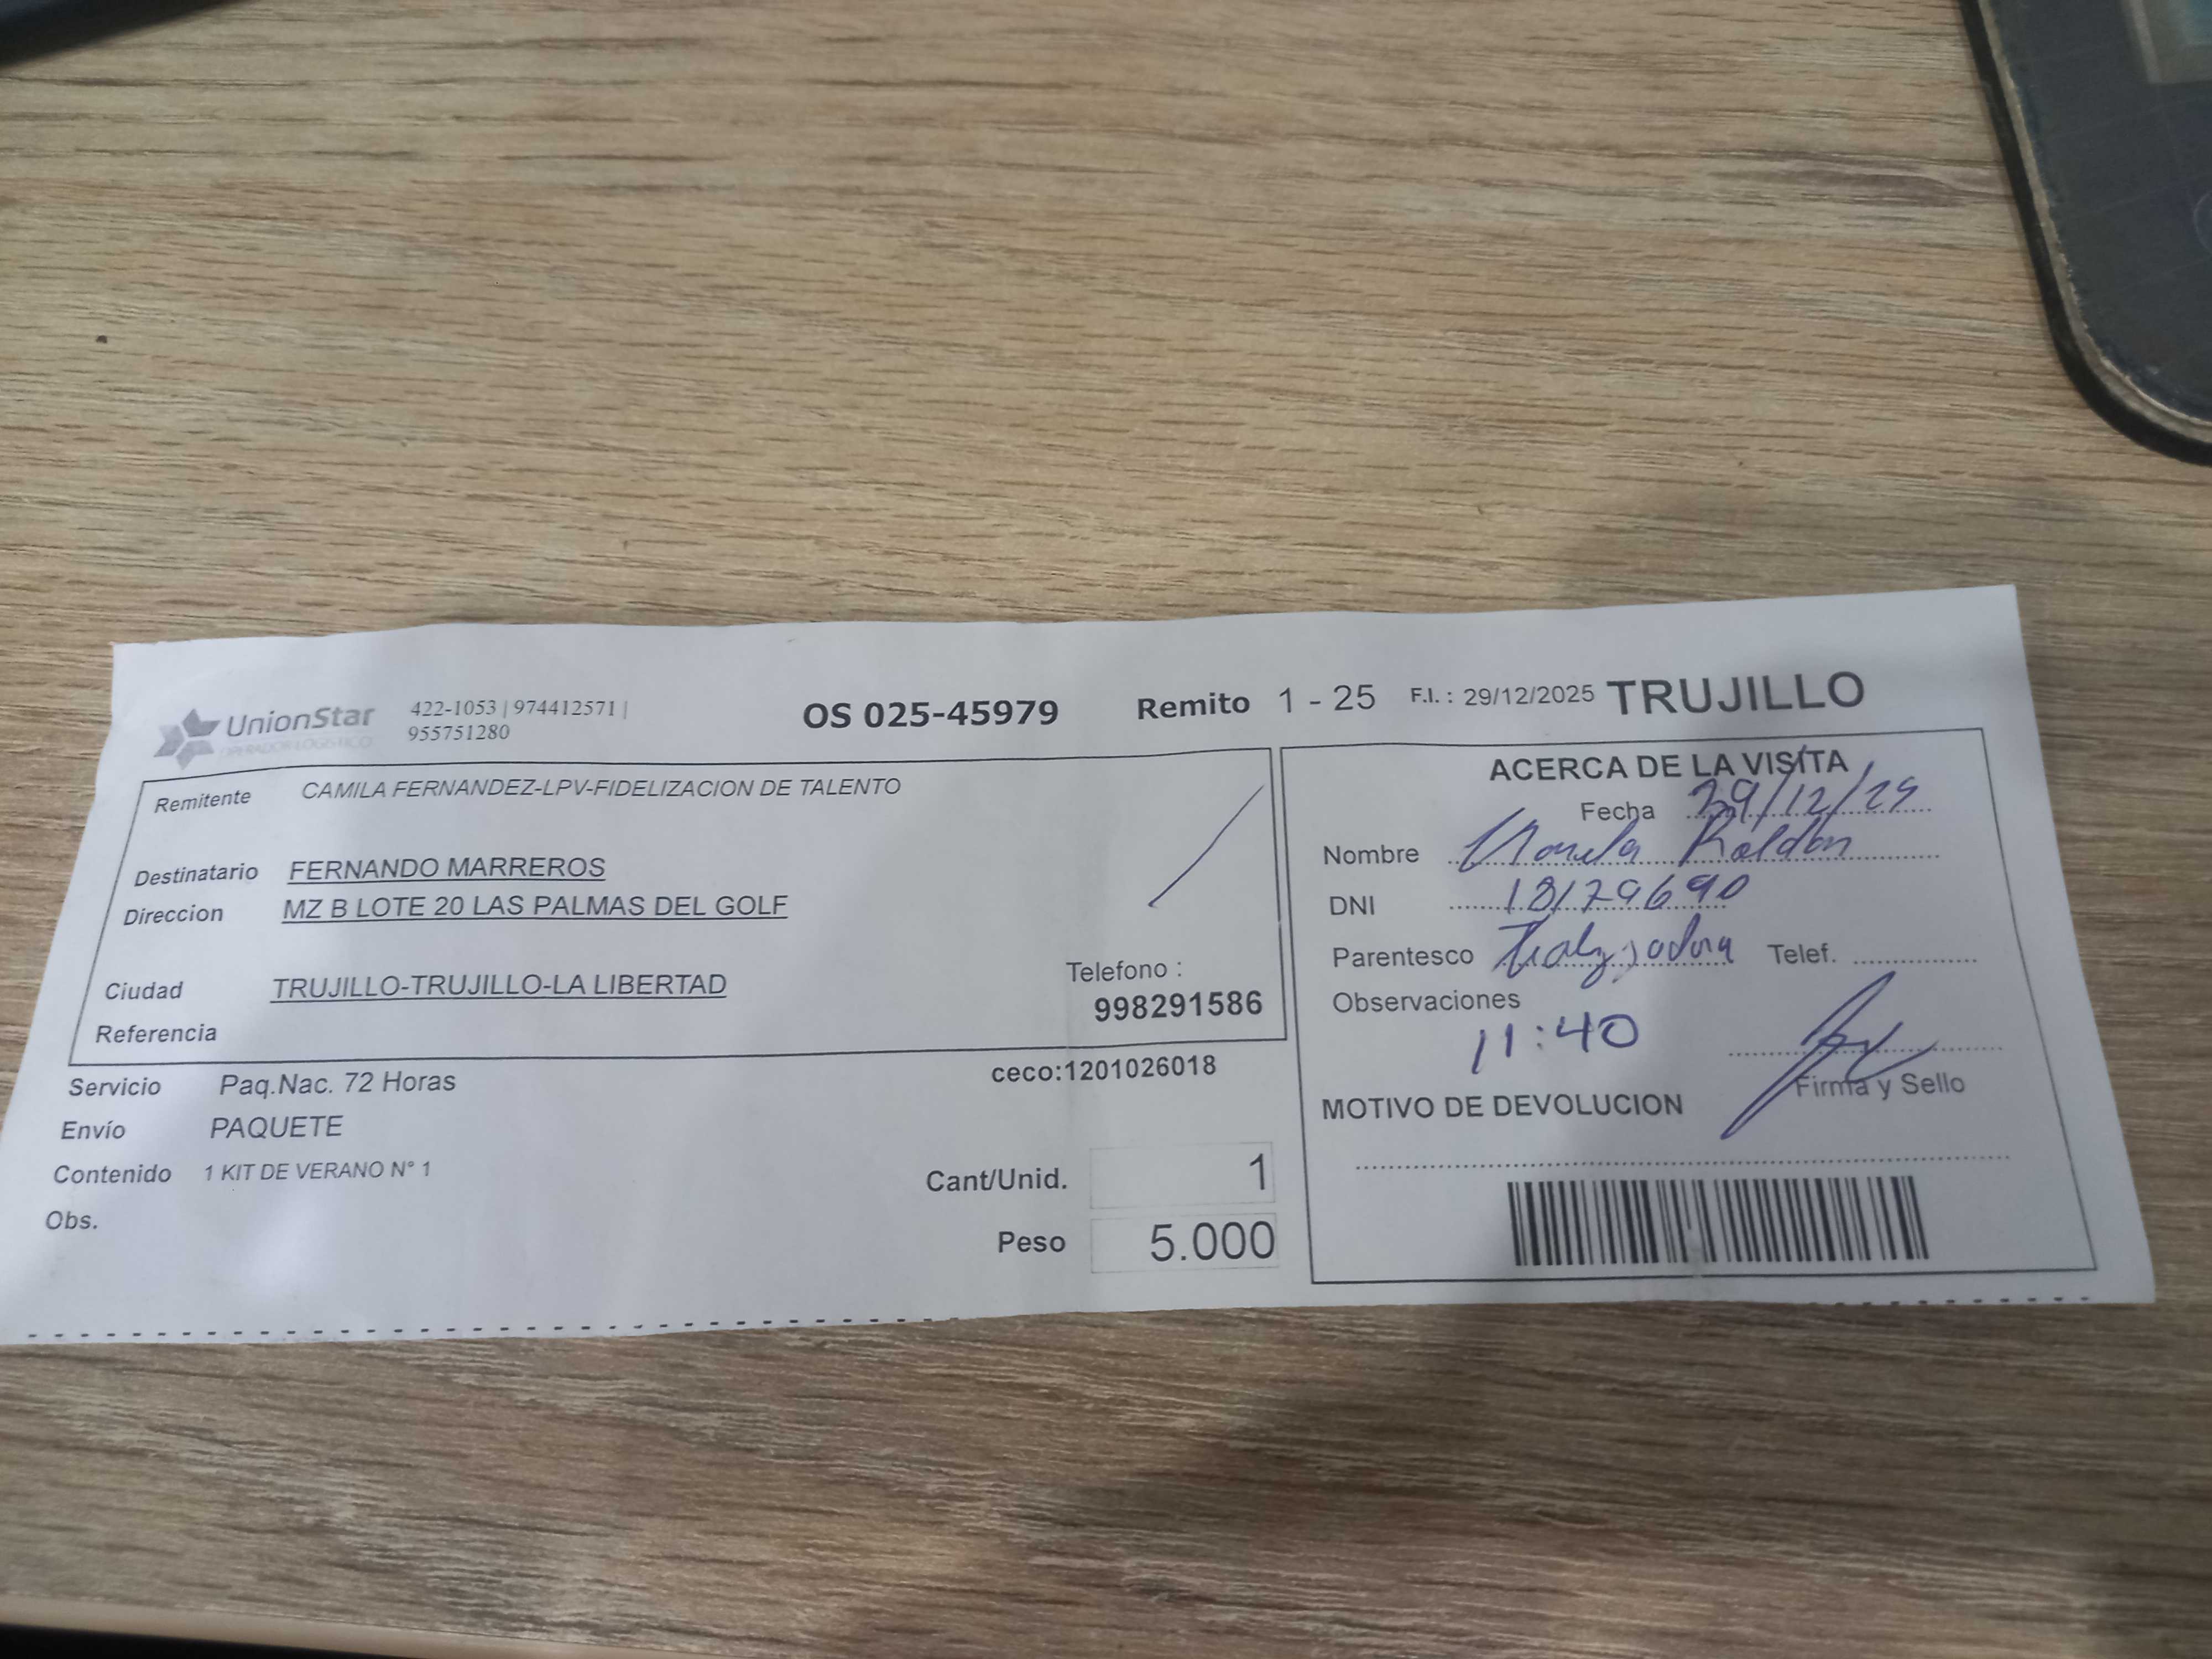 UnionStar
OPERADOR LOGISTICO
422-1053 | 974412571 |
955751280
OS 025-45979
Remito 1 - 25
F.I. : 29/12/2025
TRUJILLO
Remitente CAMILA FERNANDEZ-LPV-FIDELIZACION DE TALENTO
Destinatario FERNANDO MARREROS
Direccion MZ B LOTE 20 LAS PALMAS DEL GOLF
Ciudad TRUJILLO-TRUJILLO-LA LIBERTAD
Telefono :
998291586
Referencia
ceco:1201026018
Servicio Paq.Nac. 72 Horas
Envío PAQUETE
Contenido 1 KIT DE VERANO N° 1
Obs.
Cant/Unid. 1
Peso 5.000
ACERCA DE LA VISITA
Fecha 29/12/25
Nombre Roldan
DNI 18179690
Parentesco Telef.
Observaciones
11:40
Firma y Sello
MOTIVO DE DEVOLUCION